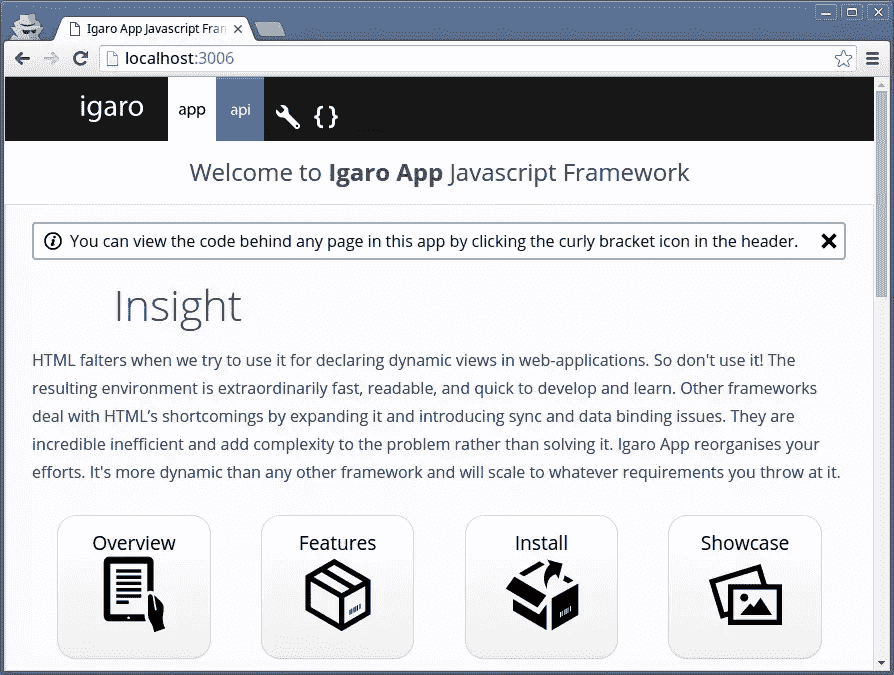 Igaro App Javascript Fran
localhost:3006
igaro app api { }
Welcome to Igaro App Javascript Framework
You can view the code behind any page in this app by clicking the curly bracket icon in the header.
Insight
HTML falters when we try to use it for declaring dynamic views in web-applications. So don't use it! The
resulting environment is extraordinarily fast, readable, and quick to develop and learn. Other frameworks
deal with HTML’s shortcomings by expanding it and introducing sync and data binding issues. They are
incredible inefficient and add complexity to the problem rather than solving it. Igaro App reorganises your
efforts. It's more dynamic than any other framework and will scale to whatever requirements you throw at it.
Overview Features Install Showcase